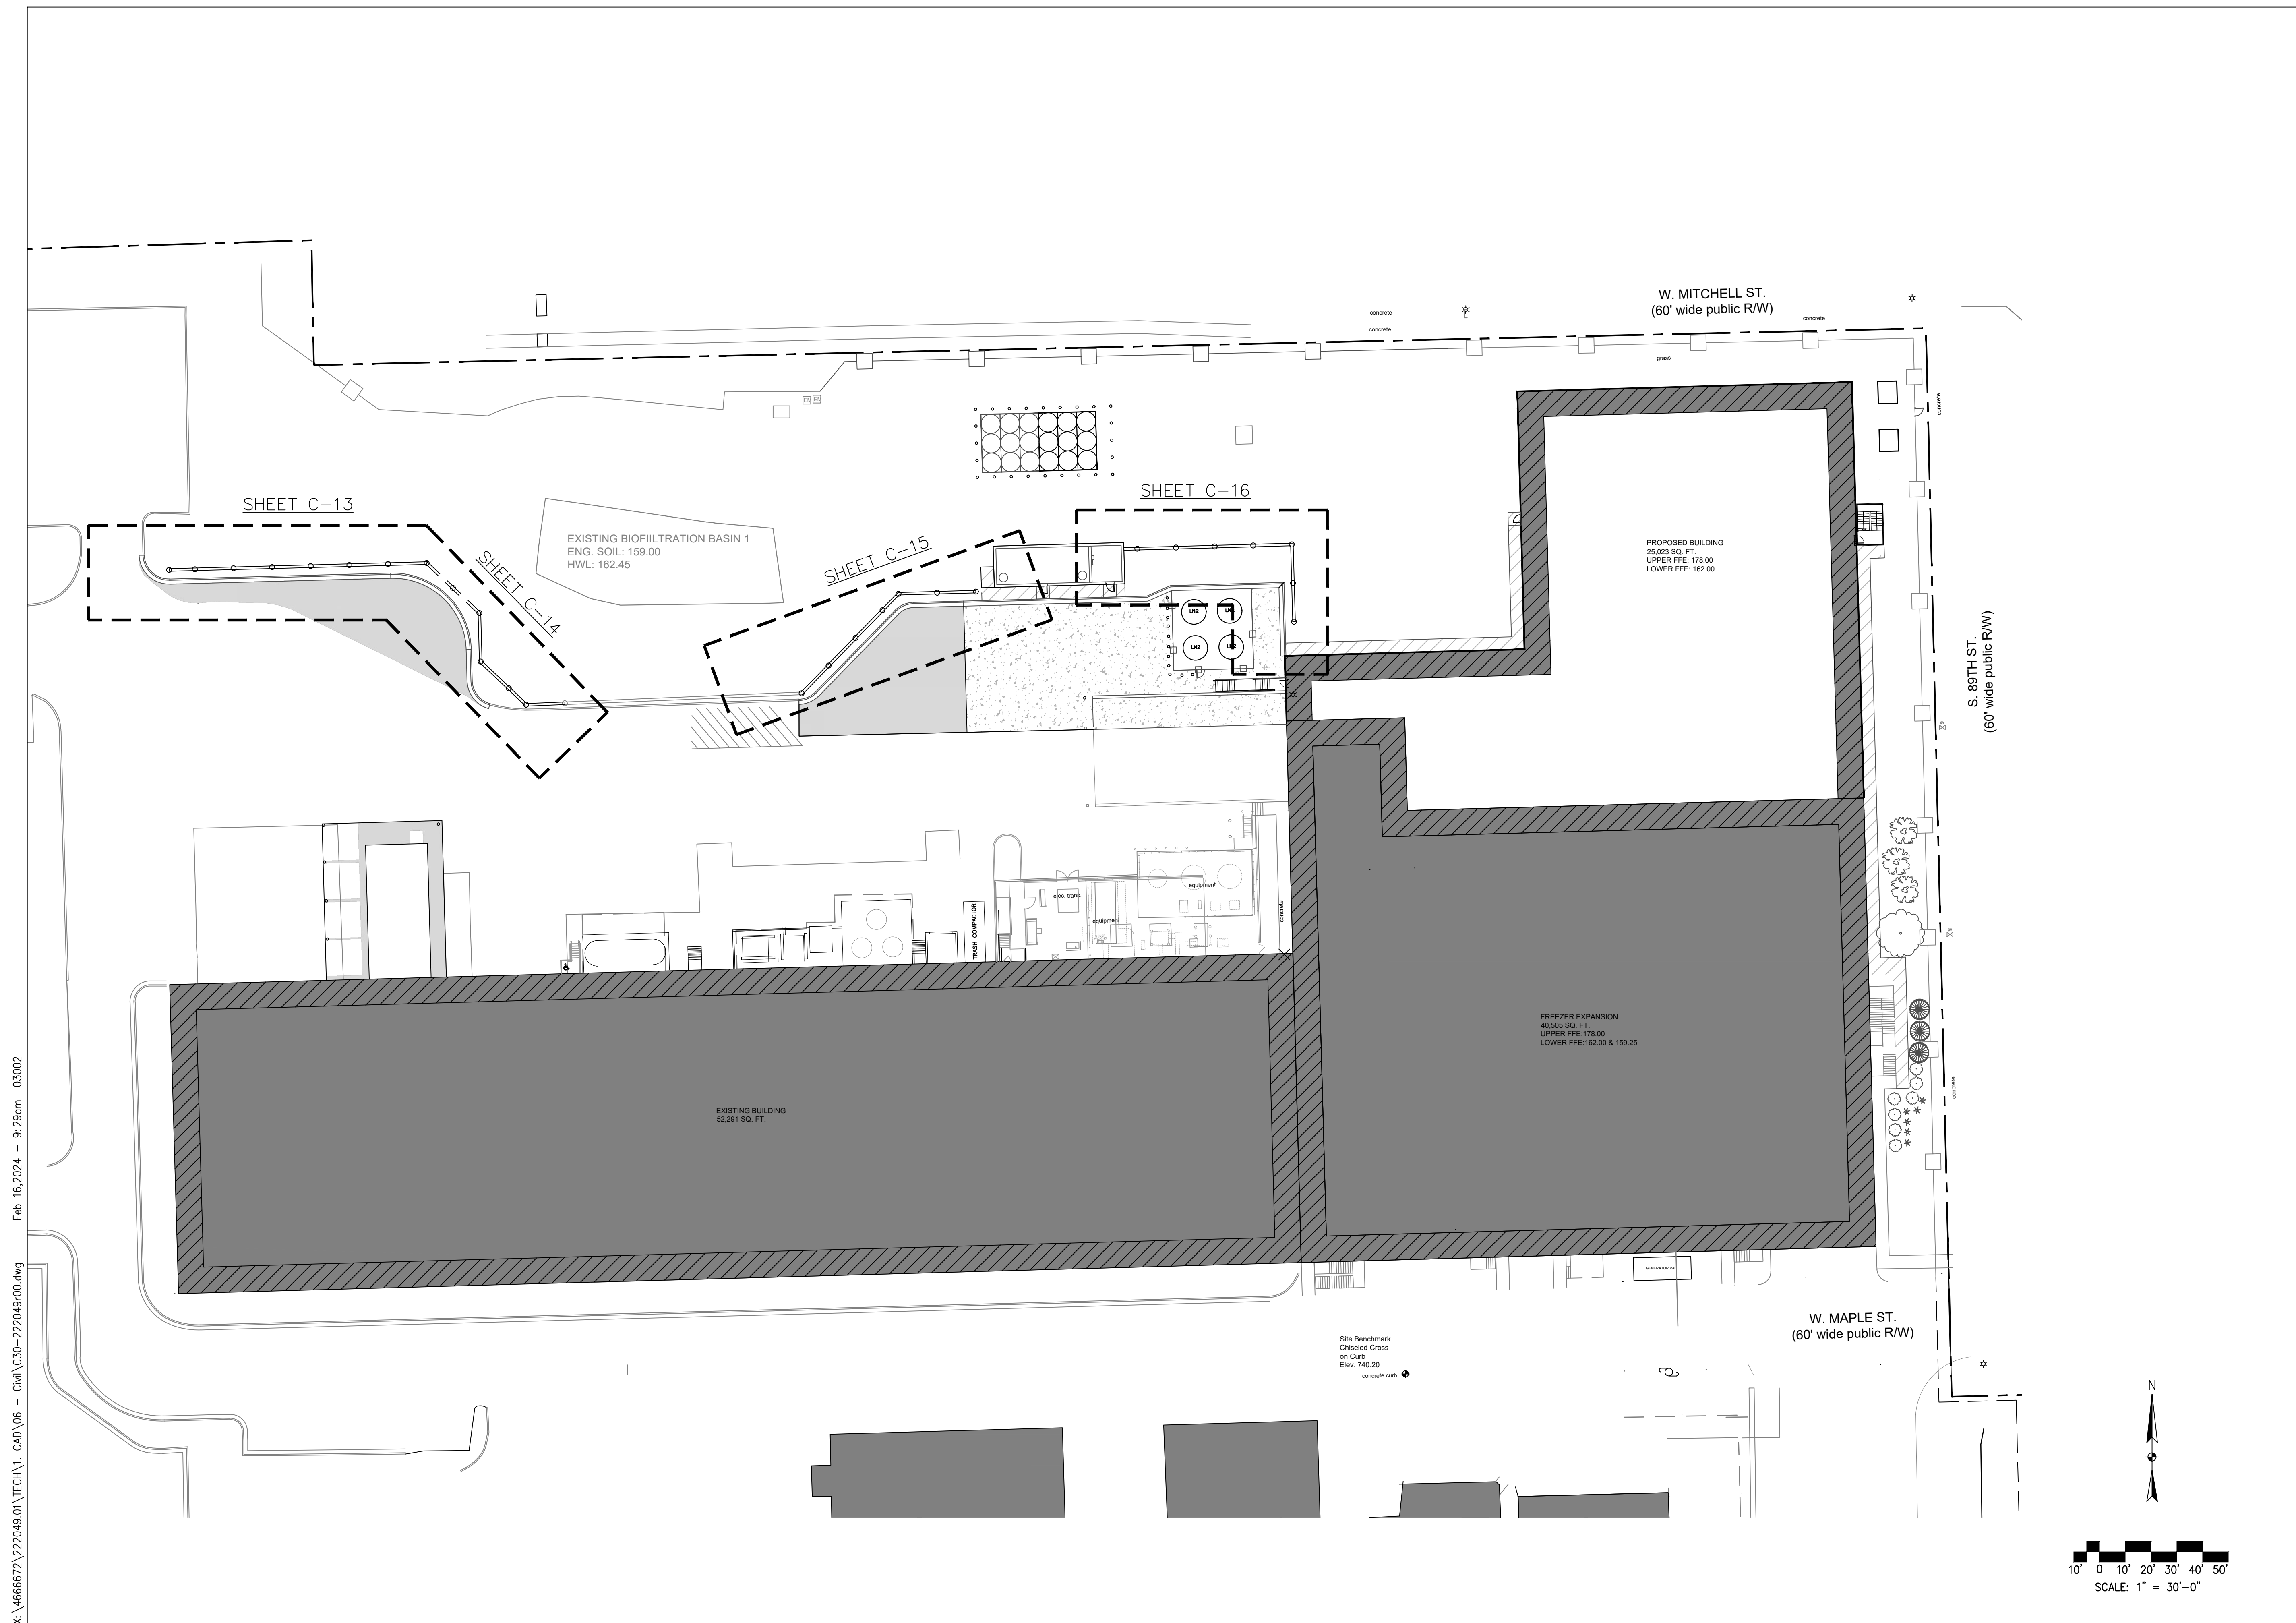 W. MITCHELL ST.
(60' wide public R/W)
concrete
concrete
concrete
grass
concrete
SHEET C-13
SHEET C-14
SHEET C-15
SHEET C-16
EXISTING BIOFIILTRATION BASIN 1
ENG. SOIL: 159.00
HWL: 162.45
LN2
LN2
PROPOSED BUILDING
25,023 SQ. FT.
UPPER FFE: 178.00
LOWER FFE: 162.00
S. 89TH ST.
(60' wide public R/W)
elec. trans.
equipment
equipment
concrete
TRASH COMPACTOR
FREEZER EXPANSION
40,505 SQ. FT.
UPPER FFE:178.00
LOWER FFE:162.00 & 159.25
EXISTING BUILDING
52,291 SQ. FT.
concrete
GENERATOR PAD
W. MAPLE ST.
(60' wide public R/W)
Site Benchmark
Chiseled Cross
on Curb
Elev. 740.20
concrete curb
N
10' 0 10' 20' 30' 40' 50'
SCALE: 1" = 30'-0"
X:\4666672\222049.01\TECH\1. CAD\06 - Civil\C30-222049r00.dwg Feb 16,2024 - 9:29am 03002